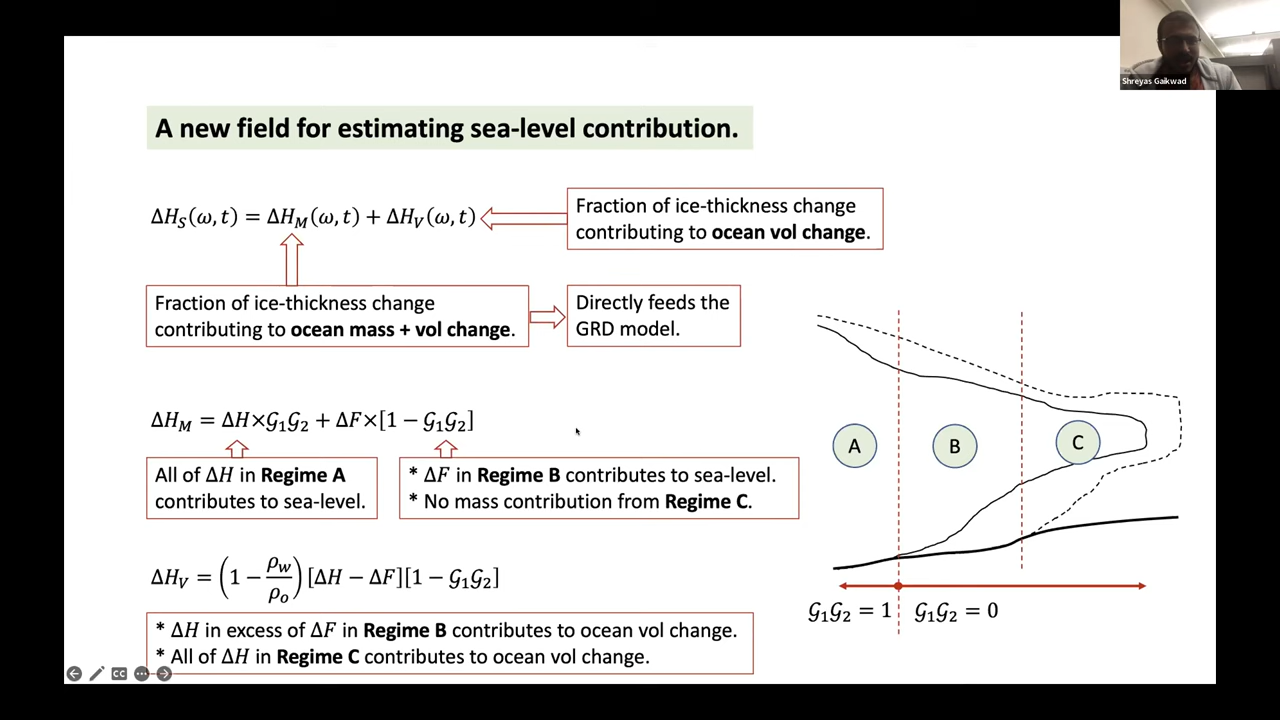 Shreyas Gaikwad
A new field for estimating sea-level contribution.
Δ𝐻_S(ω, t) = Δ𝐻_M(ω, t) + Δ𝐻_V(ω, t)
Fraction of ice-thickness change
contributing to ocean vol change.
Fraction of ice-thickness change
contributing to ocean mass + vol change.
Directly feeds the
GRD model.
Δ𝐻_M = Δ𝐻×𝒢₁𝒢₂ + Δ𝐹×[1 − 𝒢₁𝒢₂]
All of Δ𝐻 in Regime A
contributes to sea-level.
* Δ𝐹 in Regime B contributes to sea-level.
* No mass contribution from Regime C.
Δ𝐻_V = (1 − ρ_w/ρ_o) [Δ𝐻 − Δ𝐹][1 − 𝒢₁𝒢₂]
* Δ𝐻 in excess of Δ𝐹 in Regime B contributes to ocean vol change.
* All of Δ𝐻 in Regime C contributes to ocean vol change.
A
B
C
𝒢₁𝒢₂ = 1
𝒢₁𝒢₂ = 0
CC